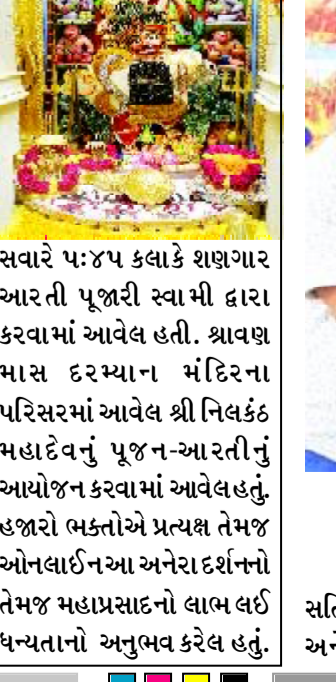 સવારે ૫:૪૫ કલાકે શણગાર
આરતી પૂજારી સ્વામી દ્વારા
કરવામાં આવેલ હતી. શ્રાવણ
માસ દરમ્યાન મંદિરના
પરિસરમાં આવેલ શ્રી નિલકંઠ
મહાદેવનું પૂજન-આરતીનું
આયોજન કરવામાં આવેલહતું.
હજારો ભક્તોએ પ્રત્યક્ષ તેમજ
ઓનલાઈનઆ અનેરા દર્શનનો
તેમજ મહાપ્રસાદનો લાભ લઈ
ધન્યતાનો અનુભવ કરેલ હતું.